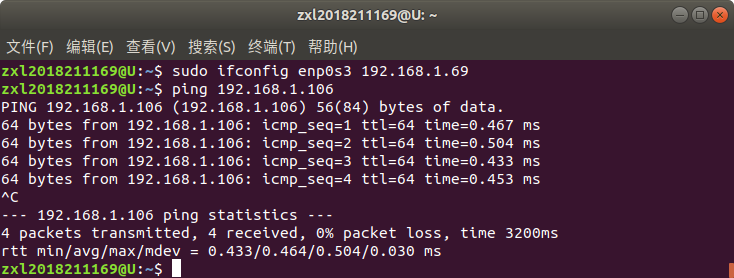 zxl2018211169@U: ~
文件(F) 编辑(E) 查看(V) 搜索(S) 终端(T) 帮助(H)
zxl2018211169@U:~$ sudo ifconfig enp0s3 192.168.1.69
zxl2018211169@U:~$ ping 192.168.1.106
PING 192.168.1.106 (192.168.1.106) 56(84) bytes of data.
64 bytes from 192.168.1.106: icmp_seq=1 ttl=64 time=0.467 ms
64 bytes from 192.168.1.106: icmp_seq=2 ttl=64 time=0.504 ms
64 bytes from 192.168.1.106: icmp_seq=3 ttl=64 time=0.433 ms
64 bytes from 192.168.1.106: icmp_seq=4 ttl=64 time=0.453 ms
^C
--- 192.168.1.106 ping statistics ---
4 packets transmitted, 4 received, 0% packet loss, time 3200ms
rtt min/avg/max/mdev = 0.433/0.464/0.504/0.030 ms
zxl2018211169@U:~$